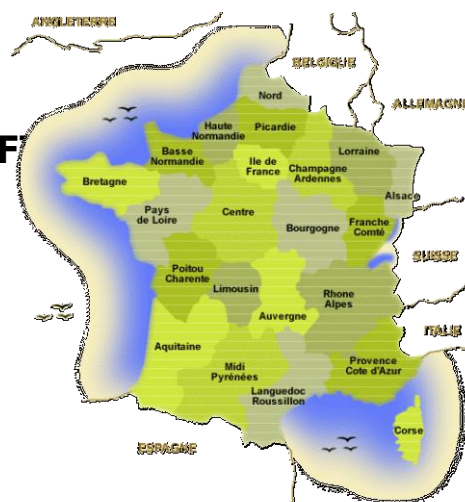 ANGLETERRE
BELGIQUE
ALLEMAGN
Nord
Haute
Normandie
Picardie
Basse
Normandie
Ile de
France
Champagne
Ardennes
Lorraine
Alsace
Bretagne
Pays
de Loire
Centre
Bourgogne
Franche
Comté
SUISSE
Poitou
Charente
Limousin
Auvergne
Rhone
Alpes
ITALIE
Aquitaine
Midi
Pyrénées
Languedoc
Roussillon
Provence
Cote d'Azur
Corse
ESPAGNE